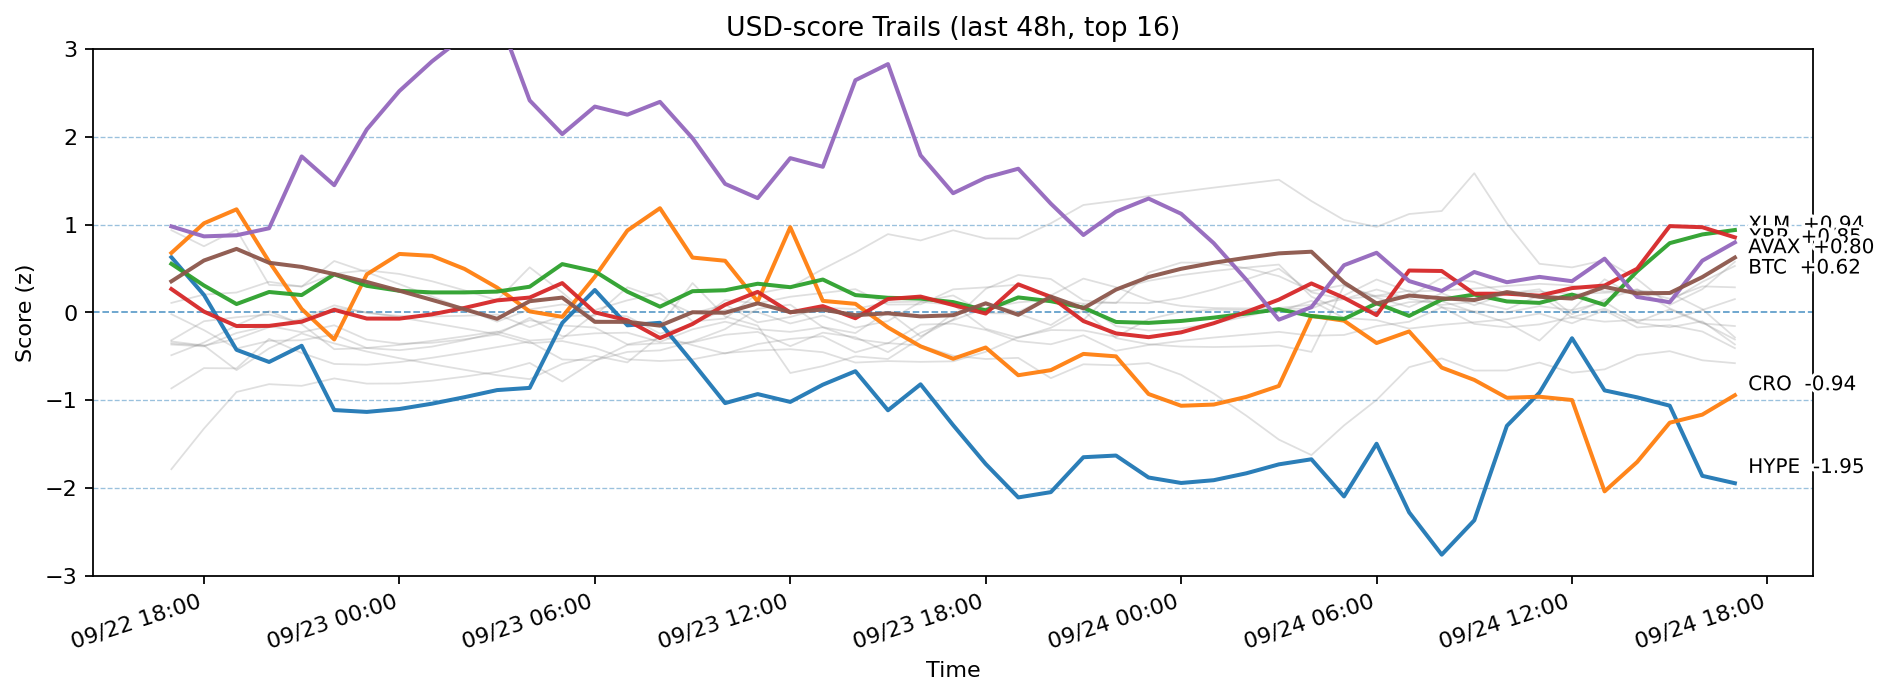 USD-score Trails (last 48h, top 16)
Score (z)
3
2
1
0
−1
−2
−3
XLM +0.94
XRP +0.85
AVAX +0.80
BTC +0.62
CRO -0.94
HYPE -1.95
09/22 18:00
09/23 00:00
09/23 06:00
09/23 12:00
09/23 18:00
09/24 00:00
09/24 06:00
09/24 12:00
09/24 18:00
Time